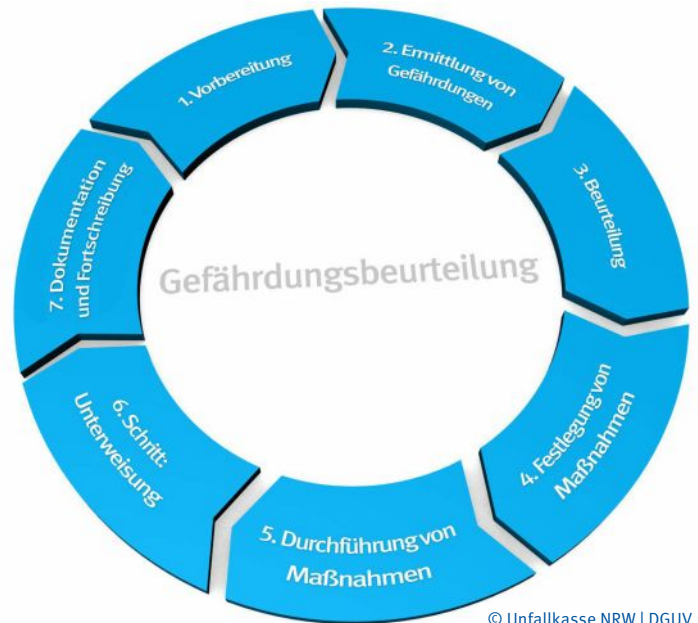 1. Vorbereitung
2. Ermittlung von
Gefährdungen
3. Beurteilung
4. Festlegung von
Maßnahmen
5. Durchführung von
Maßnahmen
6. Schritt:
Unterweisung
7. Dokumentation
und Fortschreibung
Gefährdungsbeurteilung
© Unfallkasse NRW | DGUV